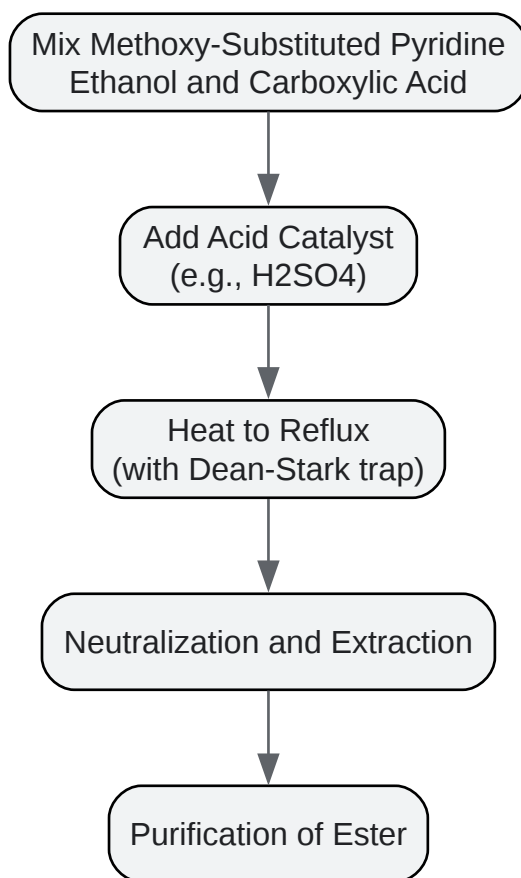 Mix Methoxy-Substituted Pyridine
Ethanol and Carboxylic Acid
Add Acid Catalyst
(e.g., H2SO4)
Heat to Reflux
(with Dean-Stark trap)
Neutralization and Extraction
Purification of Ester